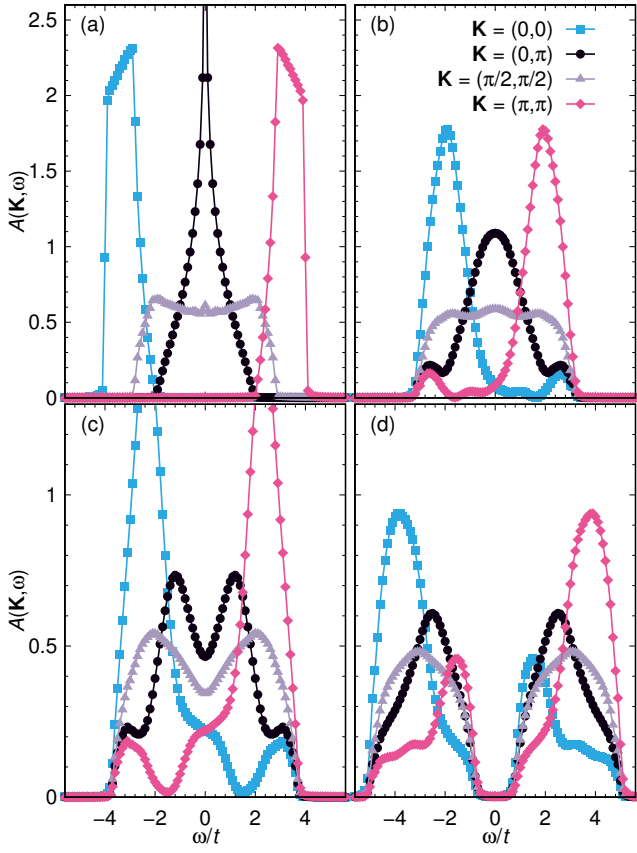 (a)
(b)
K = (0,0)
K = (0,π)
K = (π/2,π/2)
K = (π,π)
2.5
2
1.5
1
0.5
0
A(K,ω)
(c)
(d)
1
0.5
0
A(K,ω)
−4 −2 0 2 4
−4 −2 0 2 4
ω/t
ω/t